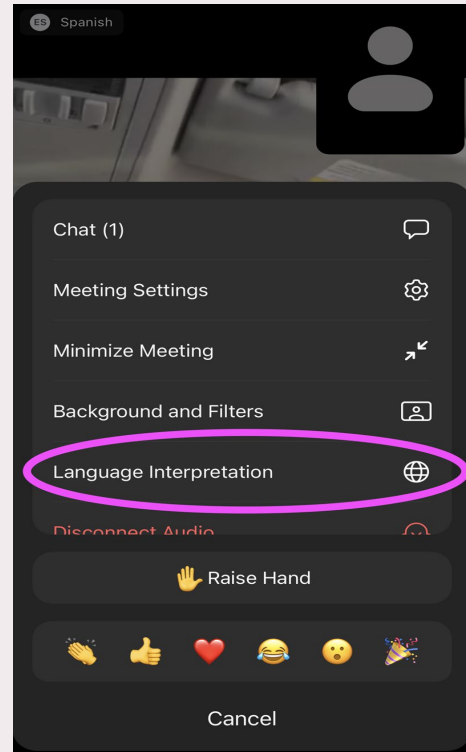 ES Spanish
Chat (1)
Meeting Settings
Minimize Meeting
Background and Filters
Language Interpretation
Disconnect Audio
Raise Hand
Cancel